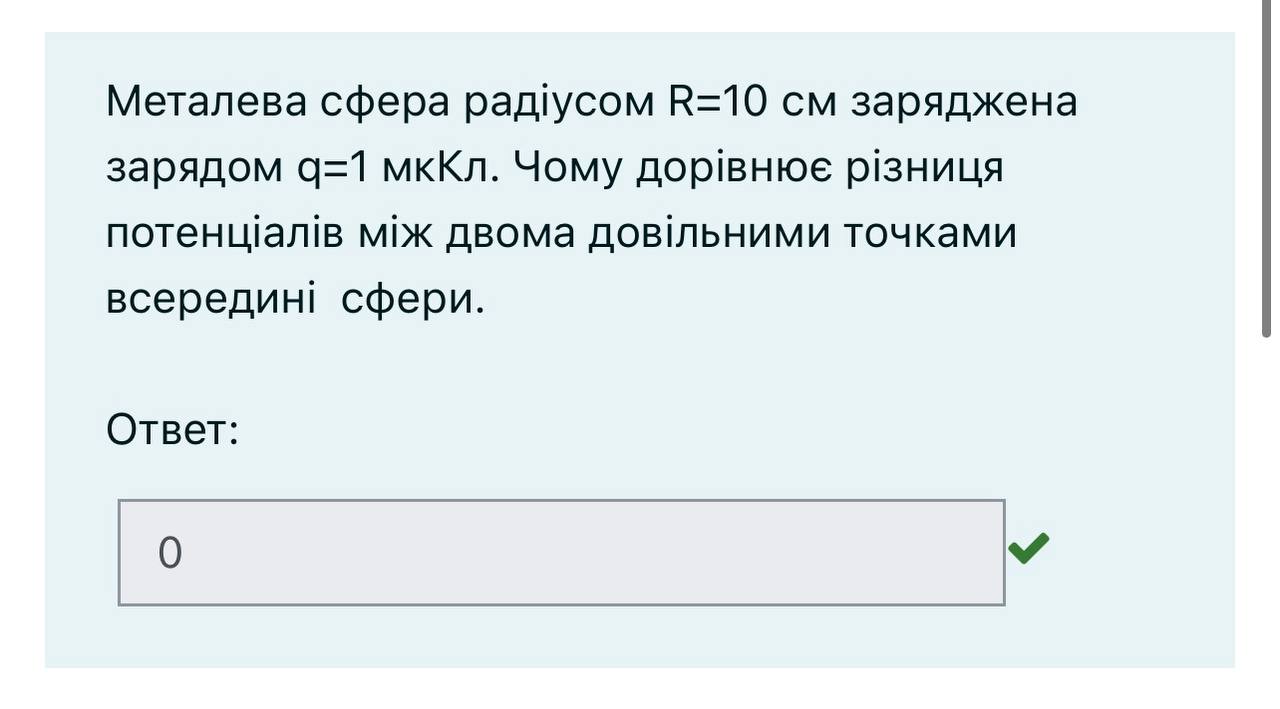 Металева сфера радіусом R=10 см заряджена
зарядом q=1 мкКл. Чому дорівнює різниця
потенціалів між двома довільними точками
всередині  сфери.
Ответ:
0